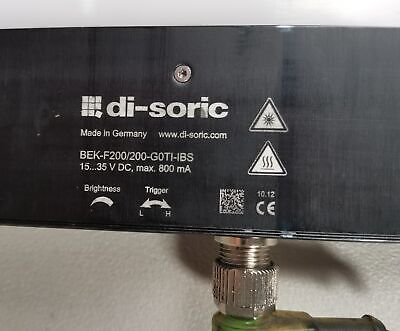 di-soric
Made in Germany www.di-soric.com
BEK-F200/200-G0TI-IBS
15...35 V DC, max. 800 mA
Brightness Trigger
L H
10.12
CE